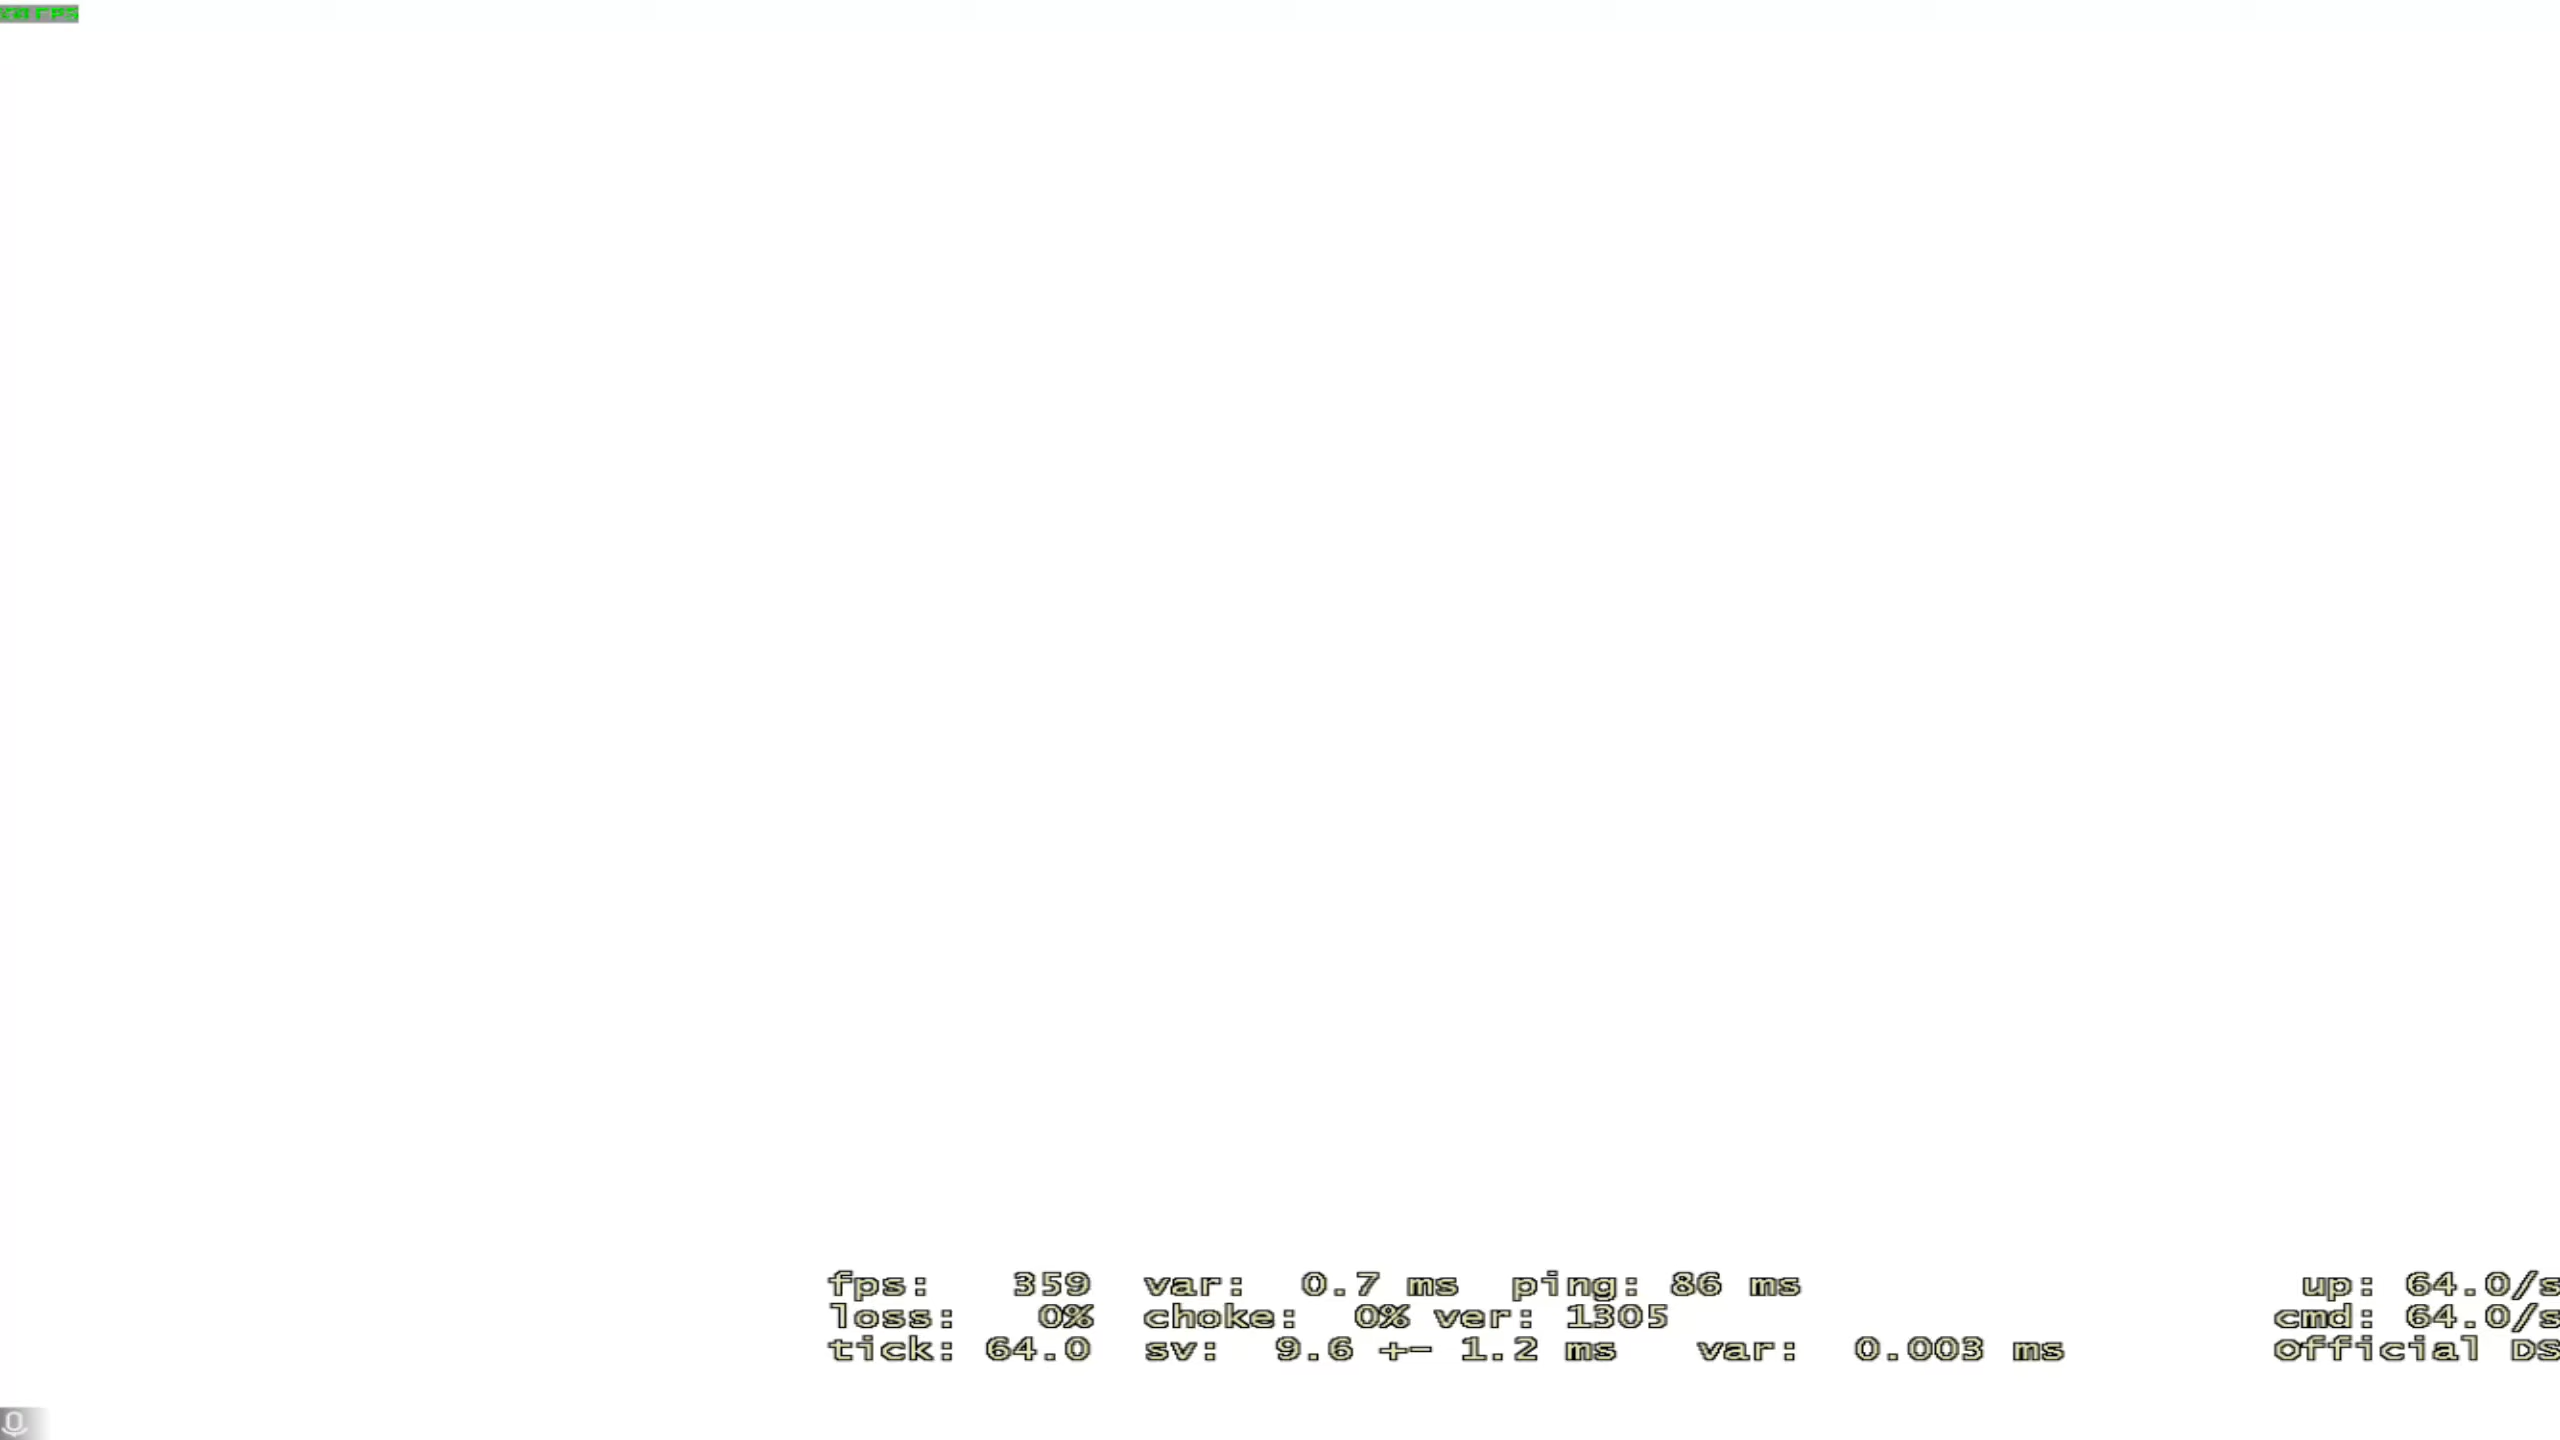 fps: 359 var: 0.7 ms ping: 86 ms up: 64.0/s
loss: 0% choke: 0% ver: 1305 cmd: 64.0/s
tick: 64.0 sv: 9.6 +- 1.2 ms var: 0.003 ms Official DS